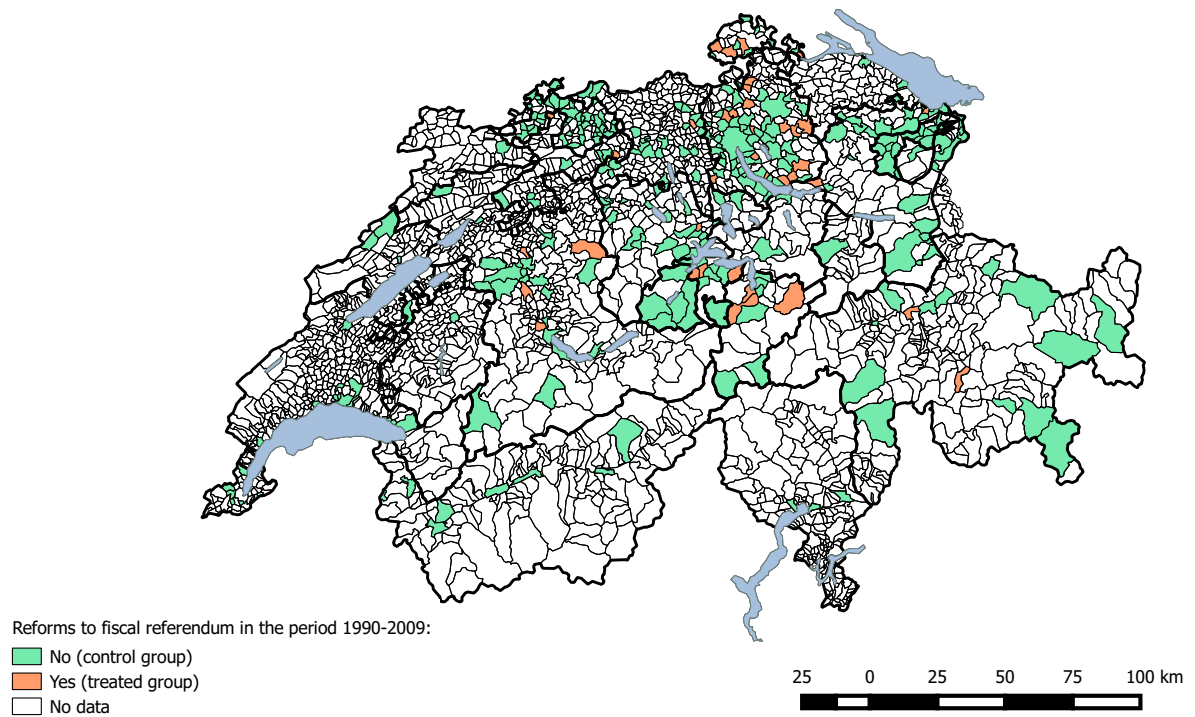 Reforms to fiscal referendum in the period 1990-2009:
No (control group)
Yes (treated group)
No data
25 0 25 50 75 100 km